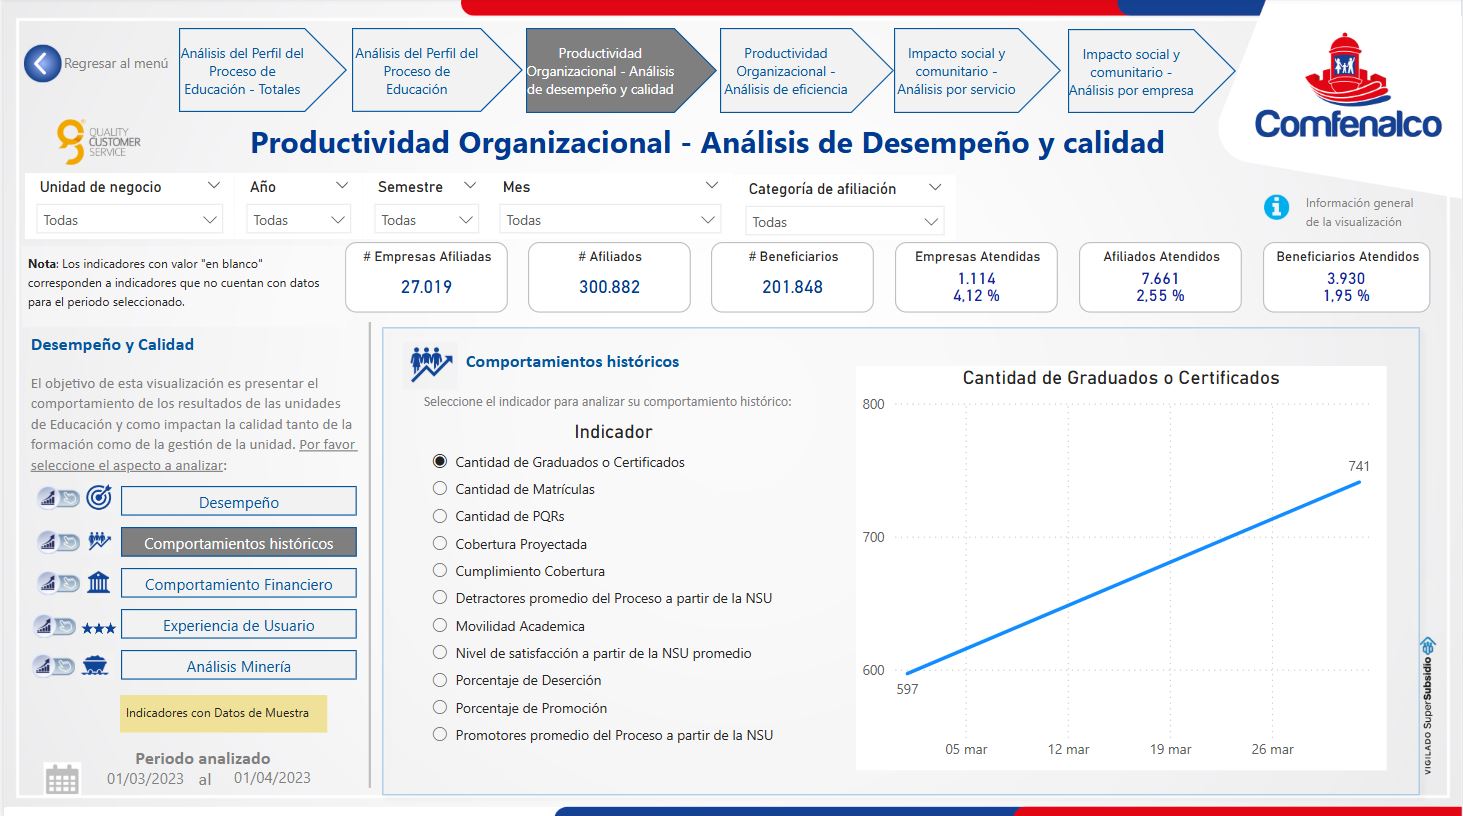 Regresar al menú
Análisis del Perfil del
Proceso de
Educación - Totales
Análisis del Perfil del
Proceso de
Educación
Productividad
Organizacional - Análisis
de desempeño y calidad
Productividad
Organizacional -
Análisis de eficiencia
Impacto social y
comunitario -
Análisis por servicio
Impacto social y
comunitario -
Análisis por empresa
Comfenalco
QUALITY
CUSTOMER
SERVICE
Productividad Organizacional - Análisis de Desempeño y calidad
Unidad de negocio
Todas
Año
Todas
Semestre
Todas
Mes
Todas
Categoría de afiliación
Todas
Información general
de la visualización
Nota: Los indicadores con valor "en blanco"
corresponden a indicadores que no cuentan con datos
para el periodo seleccionado.
# Empresas Afiliadas
27.019
# Afiliados
300.882
# Beneficiarios
201.848
Empresas Atendidas
1.114
4,12 %
Afiliados Atendidos
7.661
2,55 %
Beneficiarios Atendidos
3.930
1,95 %
Desempeño y Calidad
El objetivo de esta visualización es presentar el
comportamiento de los resultados de las unidades
de Educación y como impactan la calidad tanto de la
formación como de la gestión de la unidad. Por favor
seleccione el aspecto a analizar:
Desempeño
Comportamientos históricos
Comportamiento Financiero
Experiencia de Usuario
Análisis Minería
Indicadores con Datos de Muestra
Periodo analizado
01/03/2023 al 01/04/2023
Comportamientos históricos
Seleccione el indicador para analizar su comportamiento histórico:
Indicador
Cantidad de Graduados o Certificados
Cantidad de Matrículas
Cantidad de PQRs
Cobertura Proyectada
Cumplimiento Cobertura
Detractores promedio del Proceso a partir de la NSU
Movilidad Academica
Nivel de satisfacción a partir de la NSU promedio
Porcentaje de Deserción
Porcentaje de Promoción
Promotores promedio del Proceso a partir de la NSU
Cantidad de Graduados o Certificados
800
741
700
600
597
05 mar
12 mar
19 mar
26 mar
VIGILADO SuperSubsidio